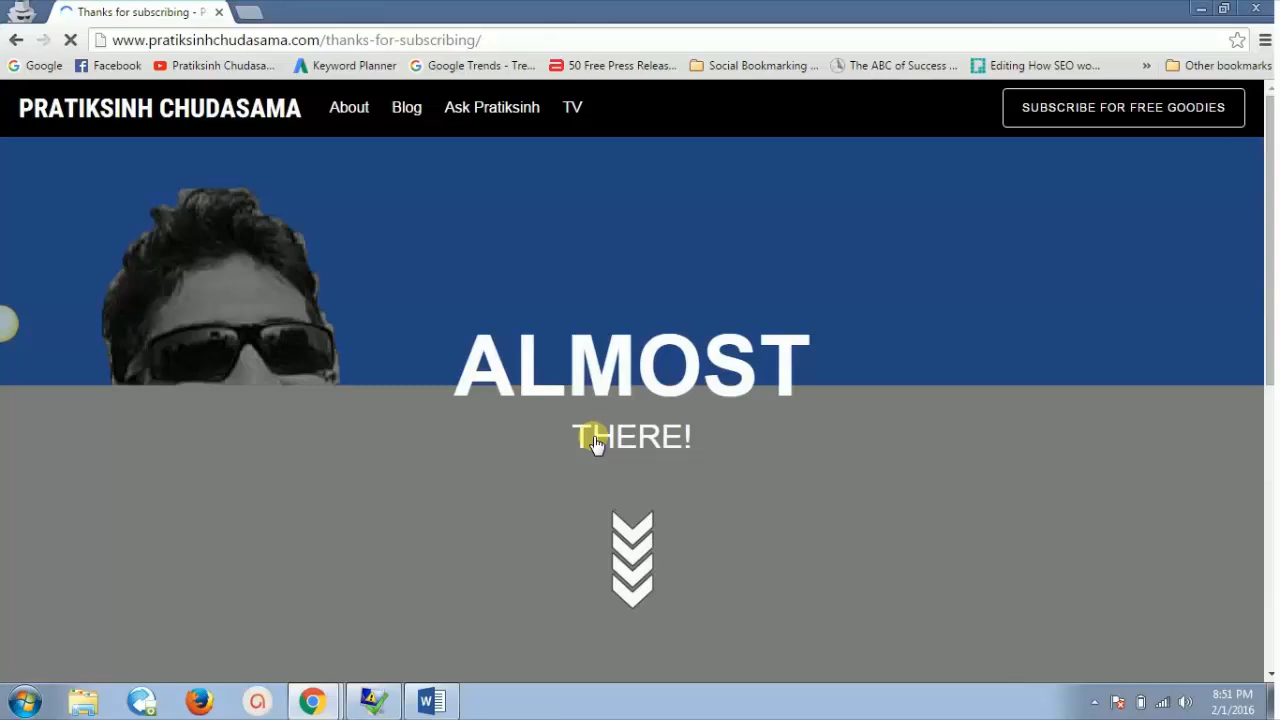 Thanks for subscribing - P
www.pratiksinhchudasama.com/thanks-for-subscribing/
Google Facebook Pratiksinh Chudasa... Keyword Planner Google Trends - Tre... 50 Free Press Releas... Social Bookmarking ... The ABC of Success ... Editing How SEO wo... » Other bookmarks
PRATIKSINH CHUDASAMA About Blog Ask Pratiksinh TV SUBSCRIBE FOR FREE GOODIES
ALMOST
THERE!
8:51 PM
2/1/2016